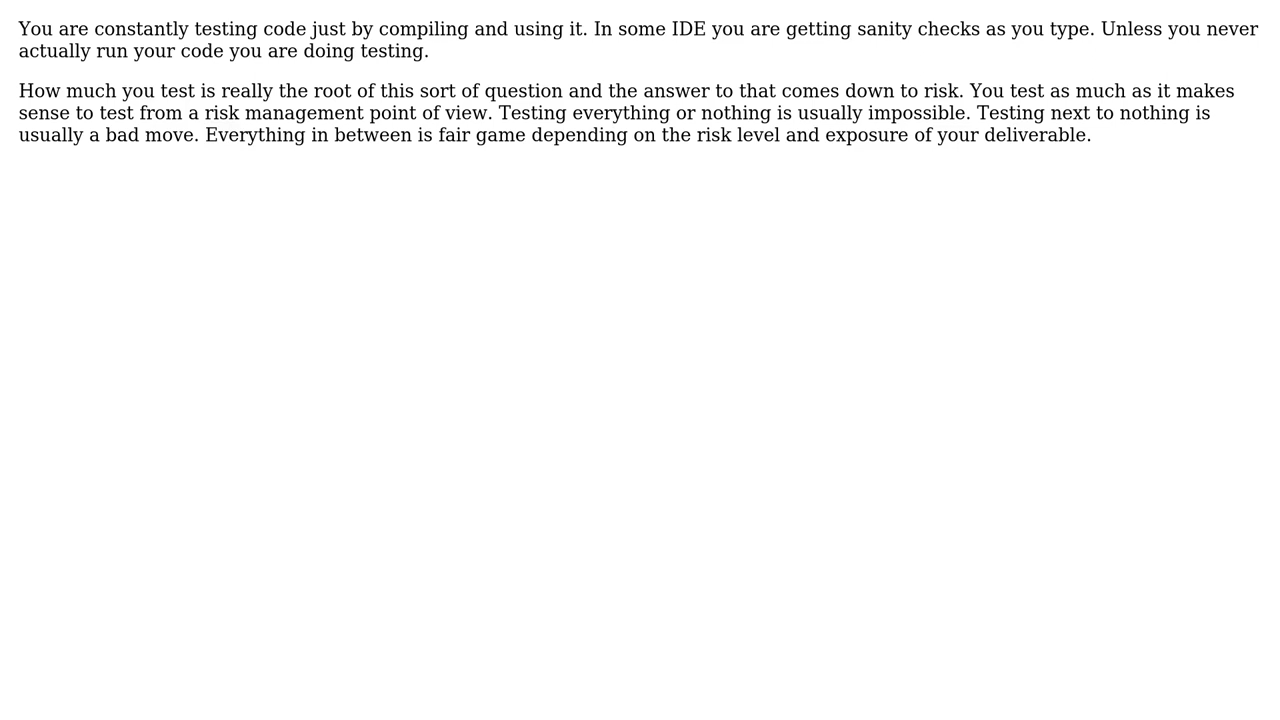 You are constantly testing code just by compiling and using it. In some IDE you are getting sanity checks as you type. Unless you never
actually run your code you are doing testing.
How much you test is really the root of this sort of question and the answer to that comes down to risk. You test as much as it makes
sense to test from a risk management point of view. Testing everything or nothing is usually impossible. Testing next to nothing is
usually a bad move. Everything in between is fair game depending on the risk level and exposure of your deliverable.